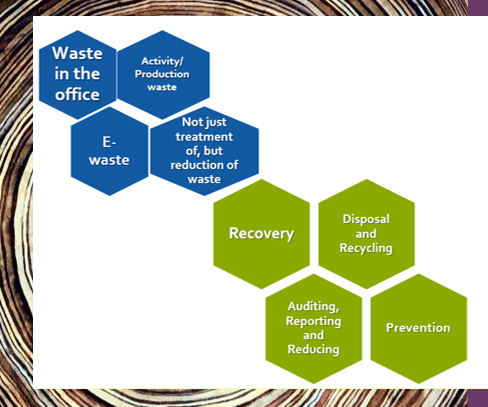 Waste
in the
office
Activity/
Production
waste
E-
waste
Not just
treatment
of, but
reduction of
waste
Recovery
Disposal
and
Recycling
Auditing,
Reporting
and
Reducing
Prevention